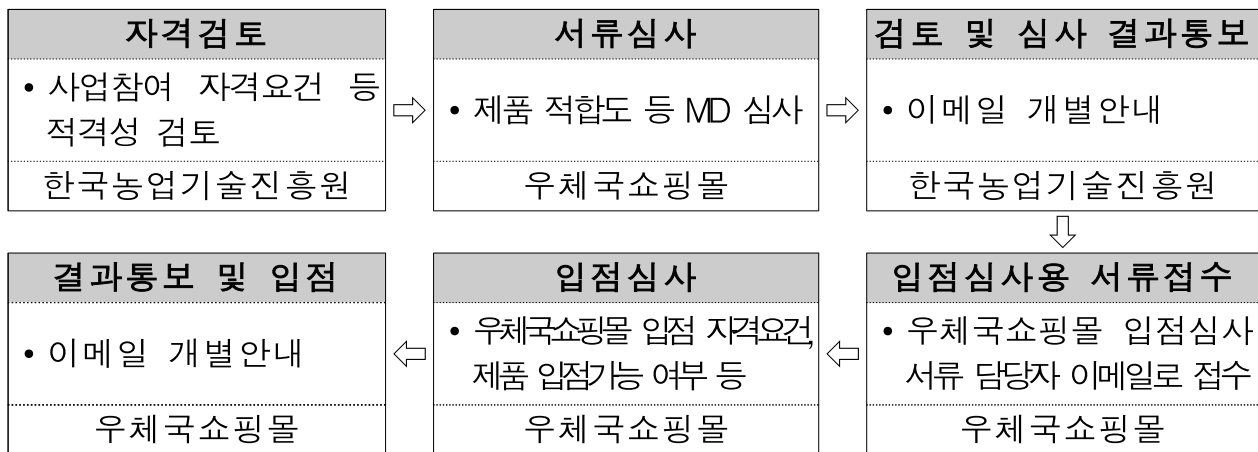 자격검토
• 사업참여 자격요건 등
적격성 검토
한국농업기술진흥원
서류심사
• 제품 적합도 등 MD 심사
우체국쇼핑몰
검토 및 심사 결과통보
• 이메일 개별안내
한국농업기술진흥원
입점심사용 서류접수
• 우체국쇼핑몰 입점심사
서류 담당자 이메일로 접수
우체국쇼핑몰
입점심사
• 우체국쇼핑몰 입점 자격요건,
제품 입점가능 여부 등
우체국쇼핑몰
결과통보 및 입점
• 이메일 개별안내
우체국쇼핑몰